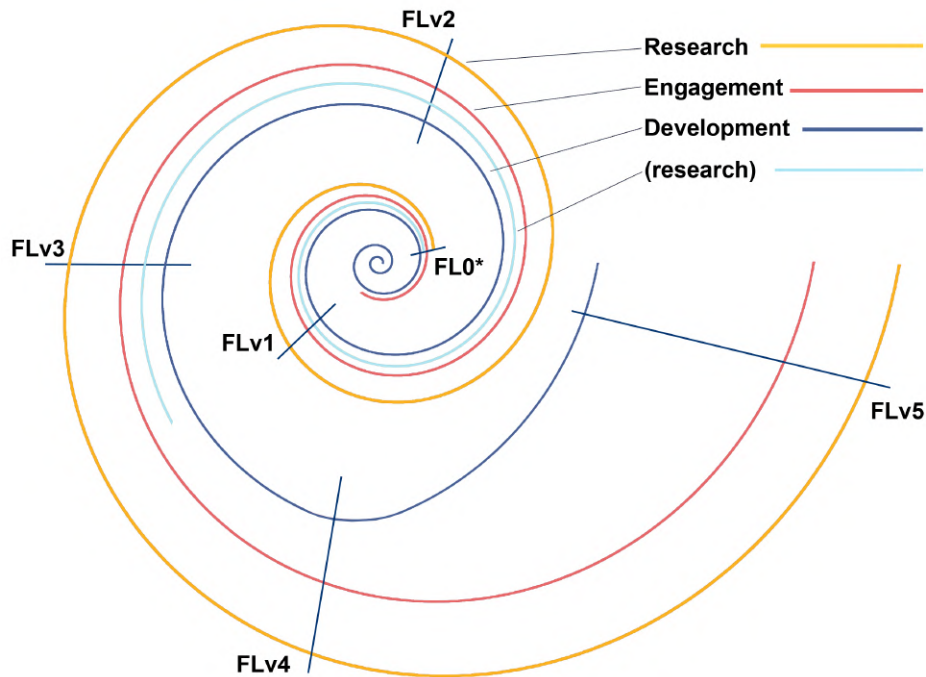 FLv2
Research
Engagement
Development
(research)
FLv3
FL0*
FLv1
FLv5
FLv4